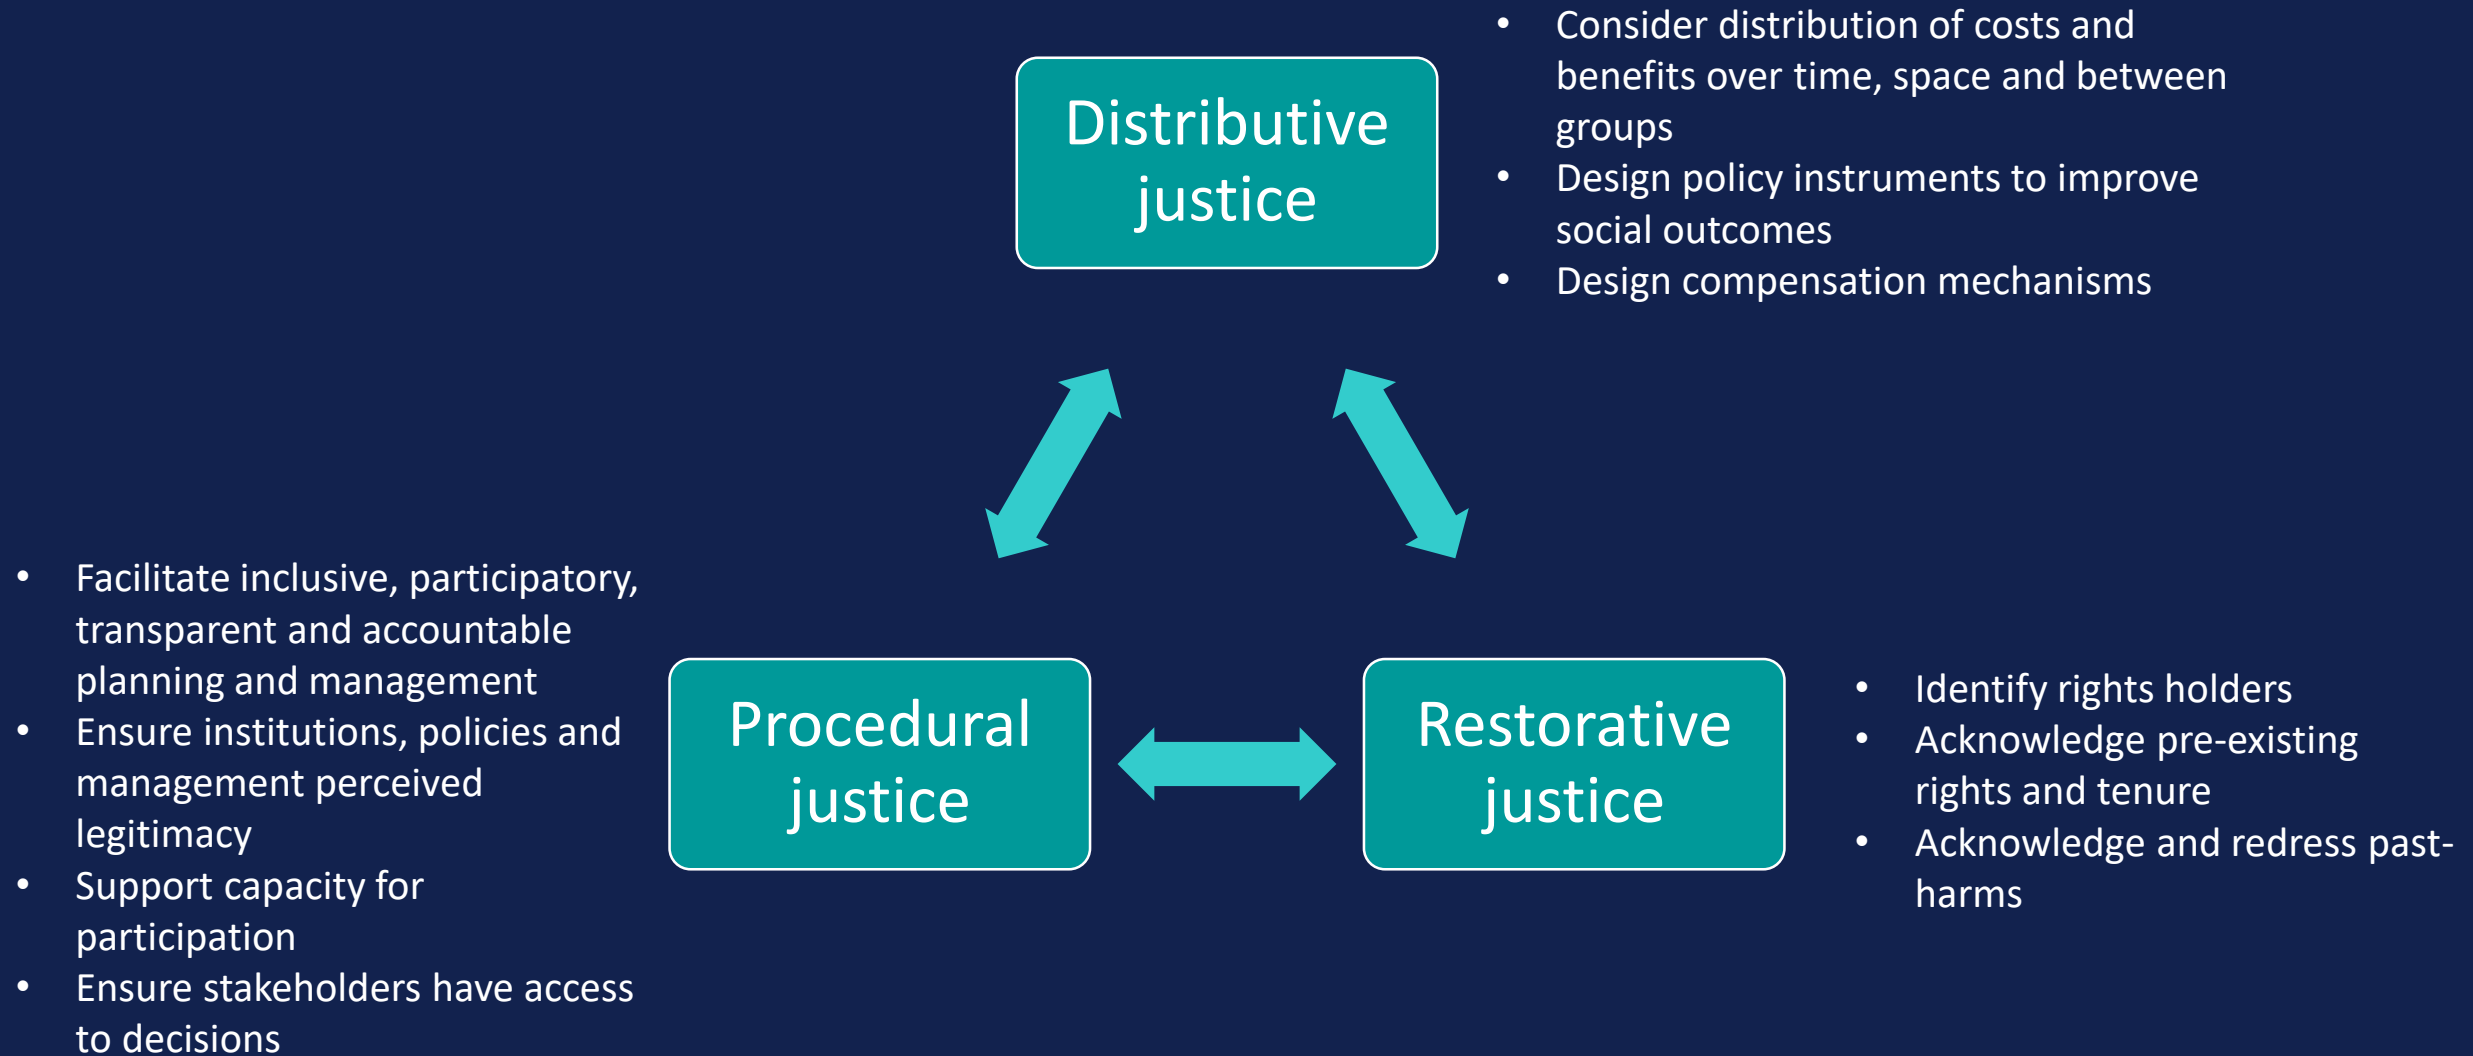 Distributive
justice
• Consider distribution of costs and
benefits over time, space and between
groups
• Design policy instruments to improve
social outcomes
• Design compensation mechanisms
• Facilitate inclusive, participatory,
transparent and accountable
planning and management
• Ensure institutions, policies and
management perceived
legitimacy
• Support capacity for
participation
• Ensure stakeholders have access
to decisions
Procedural
justice
Restorative
justice
• Identify rights holders
• Acknowledge pre-existing
rights and tenure
• Acknowledge and redress past-
harms